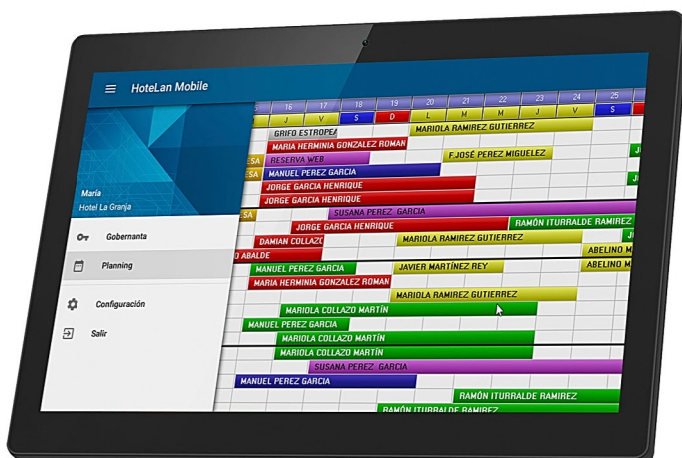 HoteLan Mobile
María
Hotel La Granja
Gobernanta
Planning
Configuración
Salir
16 17 18 19 20 21 22 23 24 25
J V S D L M M J V S
GRIFO ESTROPEA
MARIOLA RAMIREZ GUTIERREZ
MARIA HERMINIA GONZALEZ ROMAN
ESA RESERVA WEB
F.JOSÉ PEREZ MIGUELEZ
ESA MANUEL PEREZ GARCIA
JORGE GARCIA HENRIQUE
JORGE GARCIA HENRIQUE
ESA SUSANA PEREZ GARCIA
JORGE GARCIA HENRIQUE
RAMÓN ITURRALDE RAMIREZ
DAMIAN COLLAZO
MARIOLA RAMIREZ GUTIERREZ
O ABALDE
ABELINO M
MANUEL PEREZ GARCIA
JAVIER MARTÍNEZ REY
ABELINO M
MARIA HERMINIA GONZALEZ ROMAN
MARIOLA RAMIREZ GUTIERREZ
MARIOLA COLLAZO MARTÍN
MANUEL PEREZ GARCIA
MARIOLA COLLAZO MARTÍN
MARIOLA COLLAZO MARTÍN
SUSANA PEREZ GARCIA
MANUEL PEREZ GARCIA
RAMÓN ITURRALDE RAMIREZ
RAMÓN ITURRALDE RAMIREZ